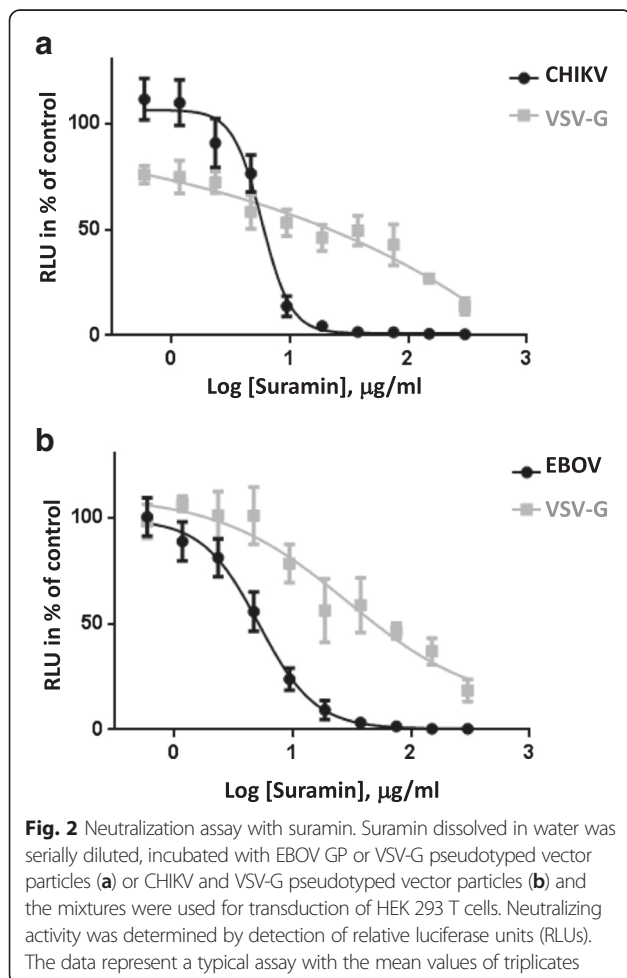 a
CHIKV
VSV-G
RLU in % of control
100
50
0
0 1 2 3
Log [Suramin], μg/ml
b
EBOV
VSV-G
RLU in % of control
100
50
0
0 1 2 3
Log [Suramin], μg/ml
Fig. 2 Neutralization assay with suramin. Suramin dissolved in water was
serially diluted, incubated with EBOV GP or VSV-G pseudotyped vector
particles (a) or CHIKV and VSV-G pseudotyped vector particles (b) and
the mixtures were used for transduction of HEK 293 T cells. Neutralizing
activity was determined by detection of relative luciferase units (RLUs).
The data represent a typical assay with the mean values of triplicates